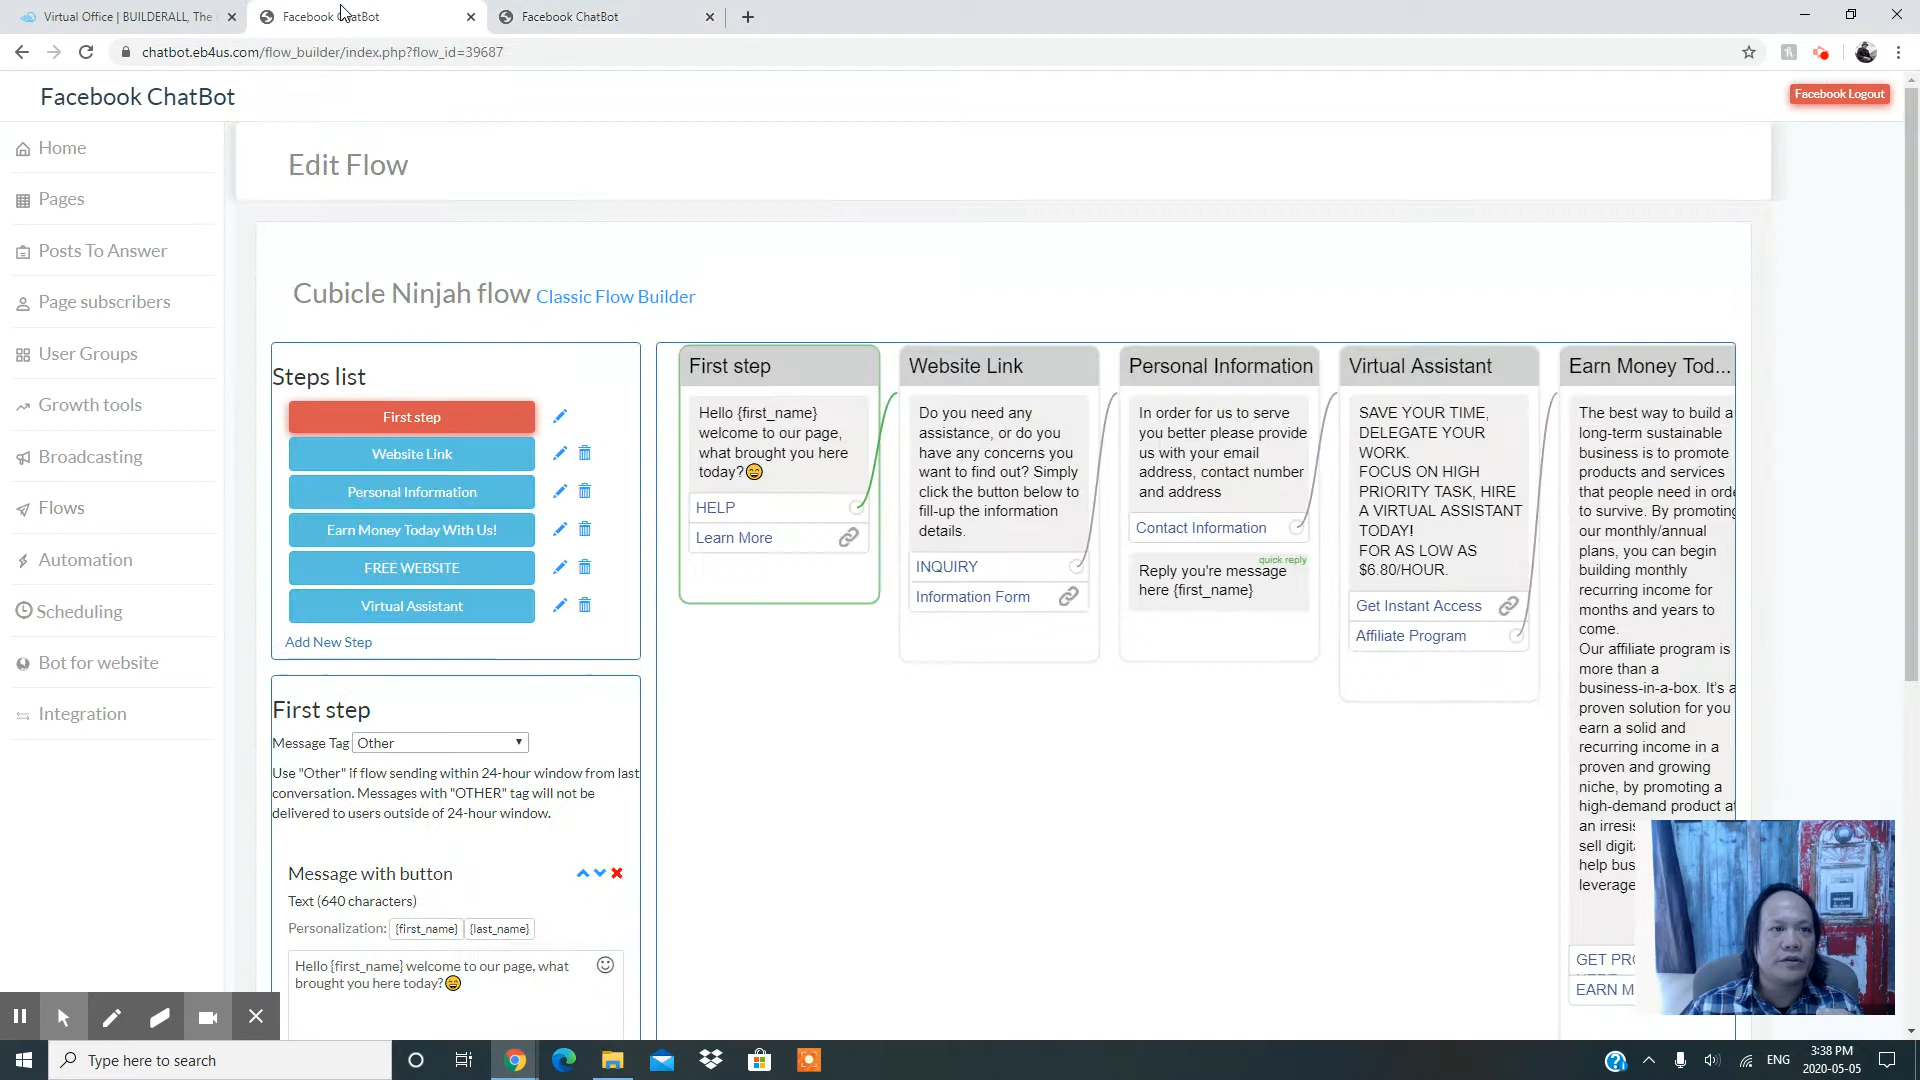 Virtual Office | BUILDERALL, The
Facebook ChatBot
Facebook ChatBot
chatbot.eb4us.com/flow_builder/index.php?flow_id=39687
Facebook ChatBot
Facebook Logout
Home
Pages
Posts To Answer
Page subscribers
User Groups
Growth tools
Broadcasting
Flows
Automation
Scheduling
Bot for website
Integration
Edit Flow
Cubicle Ninjah flow Classic Flow Builder
Steps list
First step
Website Link
Personal Information
Earn Money Today With Us!
FREE WEBSITE
Virtual Assistant
Add New Step
First step
Message Tag Other
Use "Other" if flow sending within 24-hour window from last
conversation. Messages with "OTHER" tag will not be
delivered to users outside of 24-hour window.
Message with button
Text (640 characters)
Personalization: {first_name} {last_name}
Hello {first_name} welcome to our page, what
brought you here today?😄
First step
Hello {first_name}
welcome to our page,
what brought you here
today?😄
HELP
Learn More
Website Link
Do you need any
assistance, or do you
have any concerns you
want to find out? Simply
click the button below to
fill-up the information
details.
INQUIRY
Information Form
Personal Information
In order for us to serve
you better please provide
us with your email
address, contact number
and address
Contact Information
quick reply
Reply you're message
here {first_name}
Virtual Assistant
SAVE YOUR TIME,
DELEGATE YOUR
WORK.
FOCUS ON HIGH
PRIORITY TASK, HIRE
A VIRTUAL ASSISTANT
TODAY!
FOR AS LOW AS
$6.80/HOUR.
Get Instant Access
Affiliate Program
Earn Money Tod...
The best way to build a
long-term sustainable
business is to promote
products and services
that people need in orde
to survive. By promoting
our monthly/annual
plans, you can begin
building monthly
recurring income for
months and years to
come.
Our affiliate program is
more than a
business-in-a-box. It's a
proven solution for you
earn a solid and
recurring income in a
proven and growing
niche, by promoting a
high-demand product at
an irresis
sell digita
help bus
leverage
GET PRO
EARN M
Type here to search
ENG
3:38 PM
2020-05-05